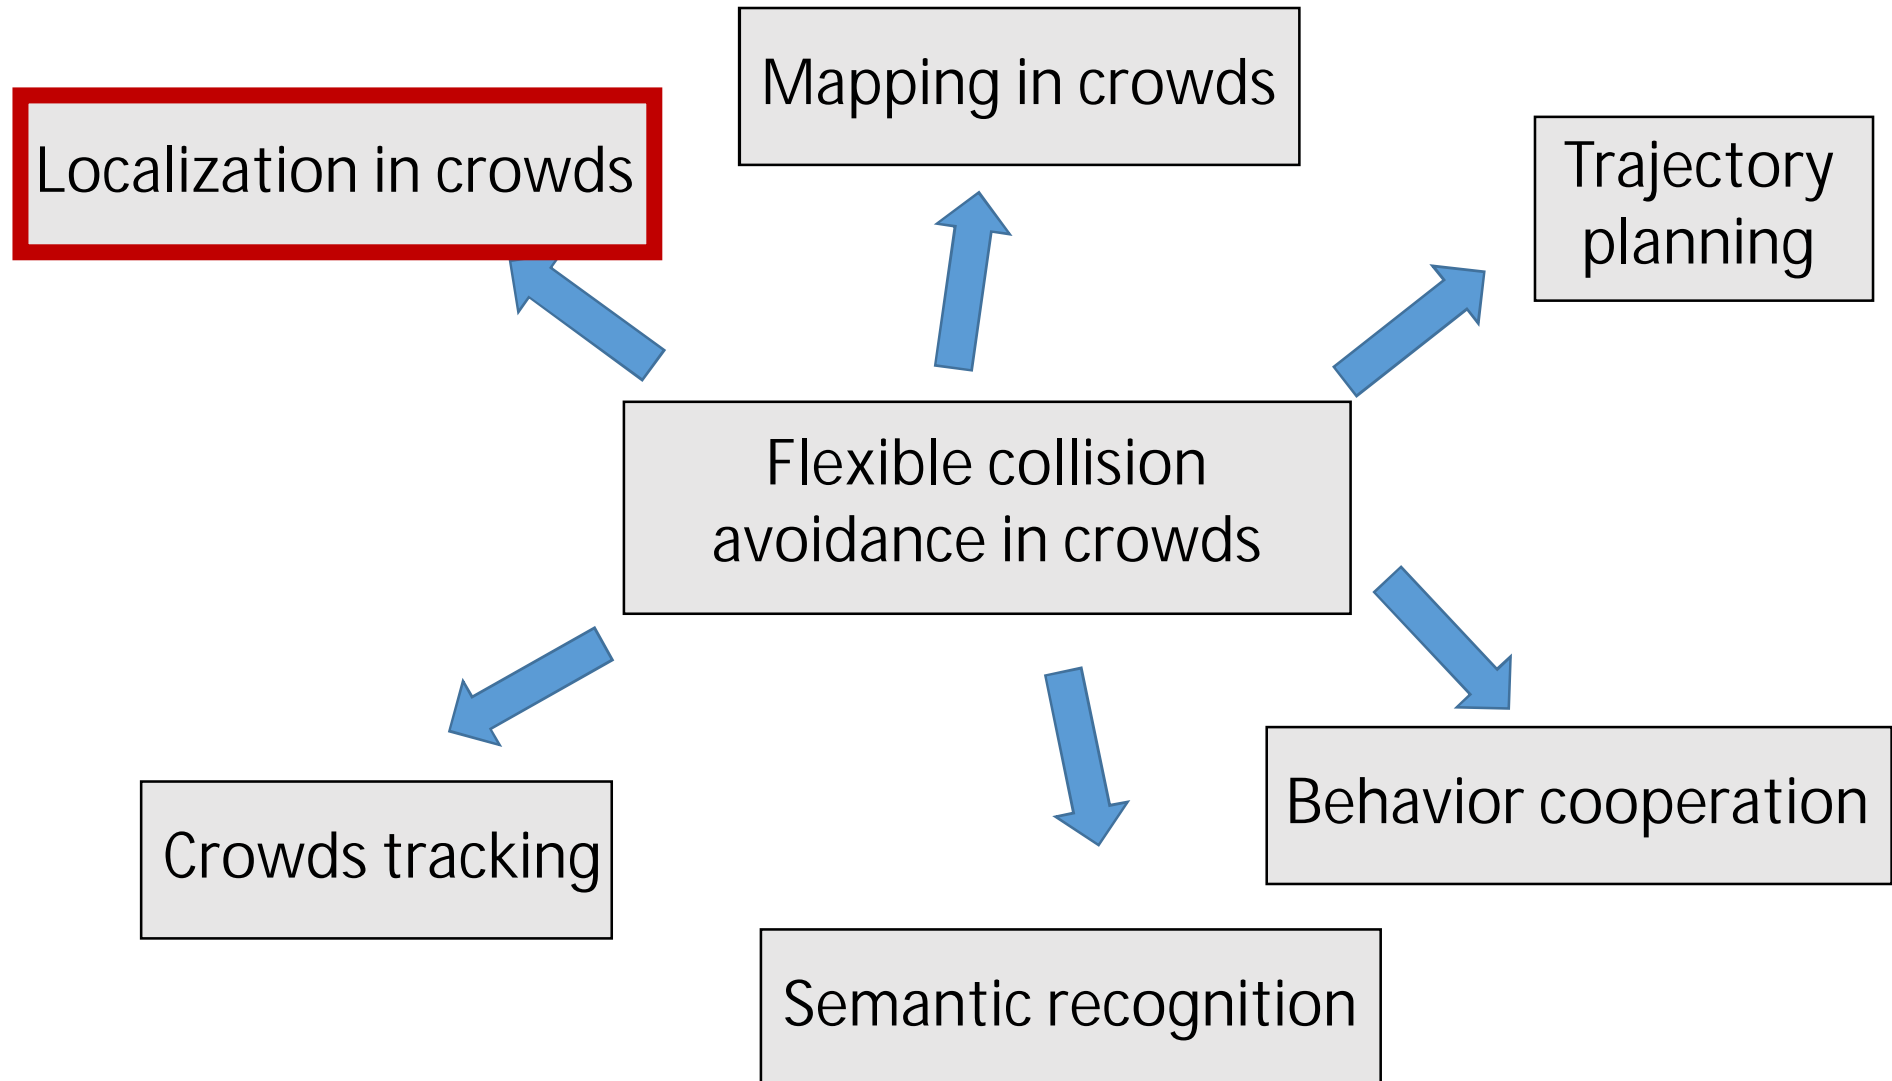 Mapping in crowds
Localization in crowds
Trajectory
planning
Flexible collision
avoidance in crowds
Behavior cooperation
Crowds tracking
Semantic recognition